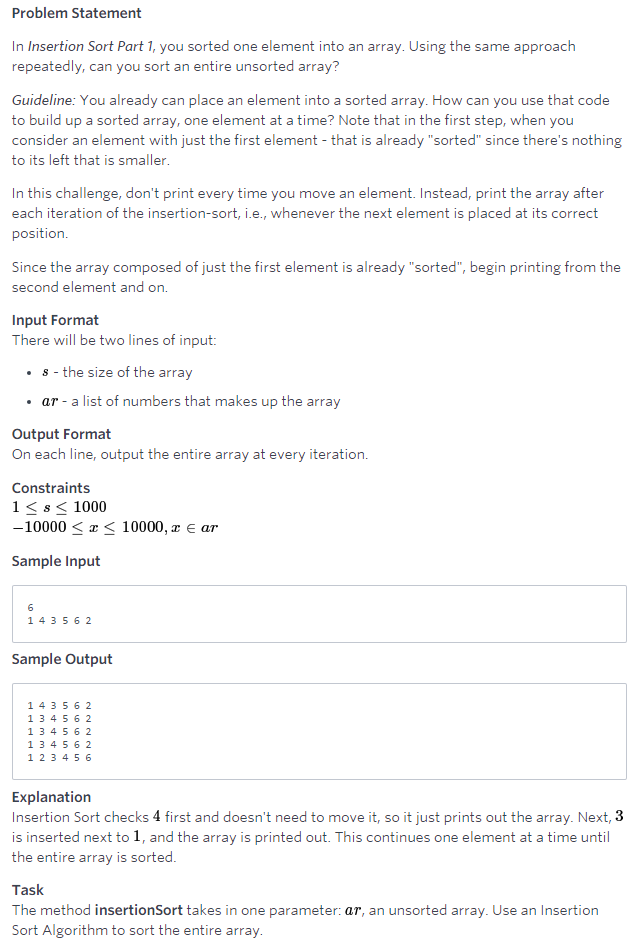 Problem Statement
In Insertion Sort Part 1, you sorted one element into an array. Using the same approach
repeatedly, can you sort an entire unsorted array?
Guideline: You already can place an element into a sorted array. How can you use that code
to build up a sorted array, one element at a time? Note that in the first step, when you
consider an element with just the first element - that is already "sorted" since there's nothing
to its left that is smaller.
In this challenge, don't print every time you move an element. Instead, print the array after
each iteration of the insertion-sort, i.e., whenever the next element is placed at its correct
position.
Since the array composed of just the first element is already "sorted", begin printing from the
second element and on.
Input Format
There will be two lines of input:
• s - the size of the array
• ar - a list of numbers that makes up the array
Output Format
On each line, output the entire array at every iteration.
Constraints
1 ≤ s ≤ 1000
−10000 ≤ x ≤ 10000, x ∈ ar
Sample Input
6
1 4 3 5 6 2
Sample Output
1 4 3 5 6 2
1 3 4 5 6 2
1 3 4 5 6 2
1 3 4 5 6 2
1 2 3 4 5 6
Explanation
Insertion Sort checks 4 first and doesn't need to move it, so it just prints out the array. Next, 3
is inserted next to 1, and the array is printed out. This continues one element at a time until
the entire array is sorted.
Task
The method insertionSort takes in one parameter: ar, an unsorted array. Use an Insertion
Sort Algorithm to sort the entire array.